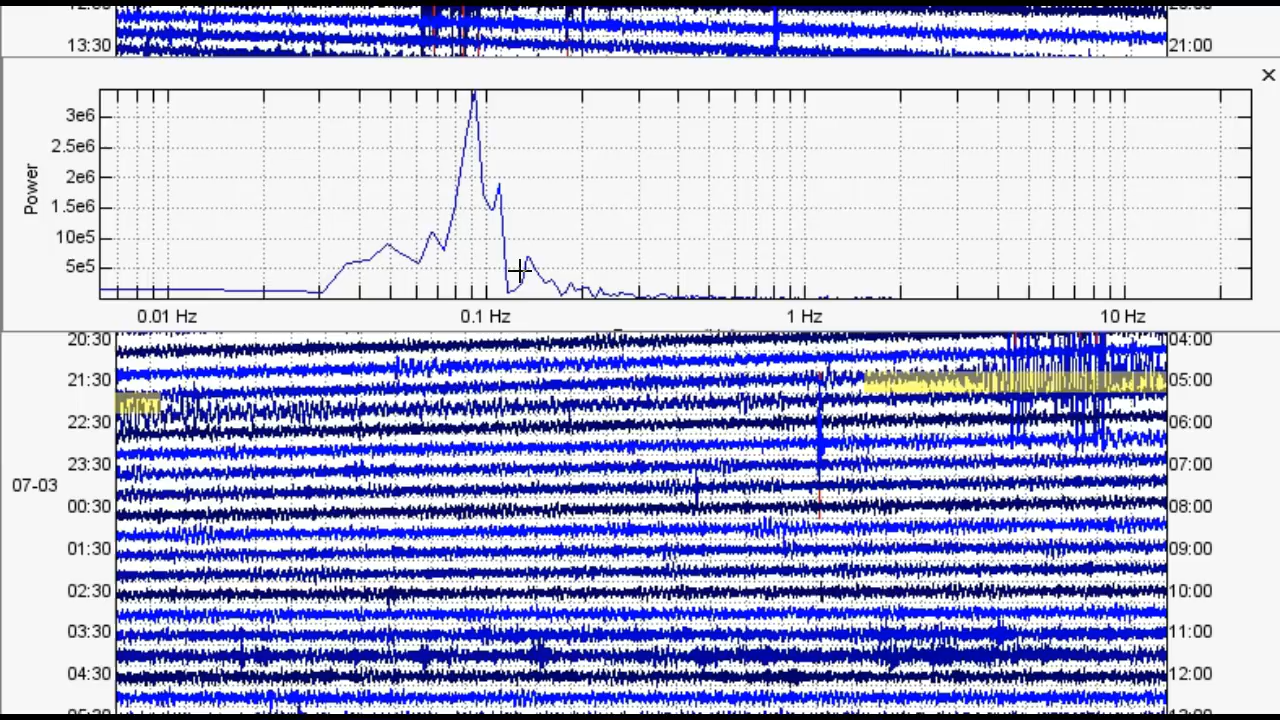 13:30 21:00
×
3e6
2.5e6
2e6
1.5e6
10e5
5e5
Power
0.01 Hz 0.1 Hz 1 Hz 10 Hz
20:30 04:00
21:30 05:00
22:30 06:00
23:30 07:00
07-03
00:30 08:00
01:30 09:00
02:30 10:00
03:30 11:00
04:30 12:00